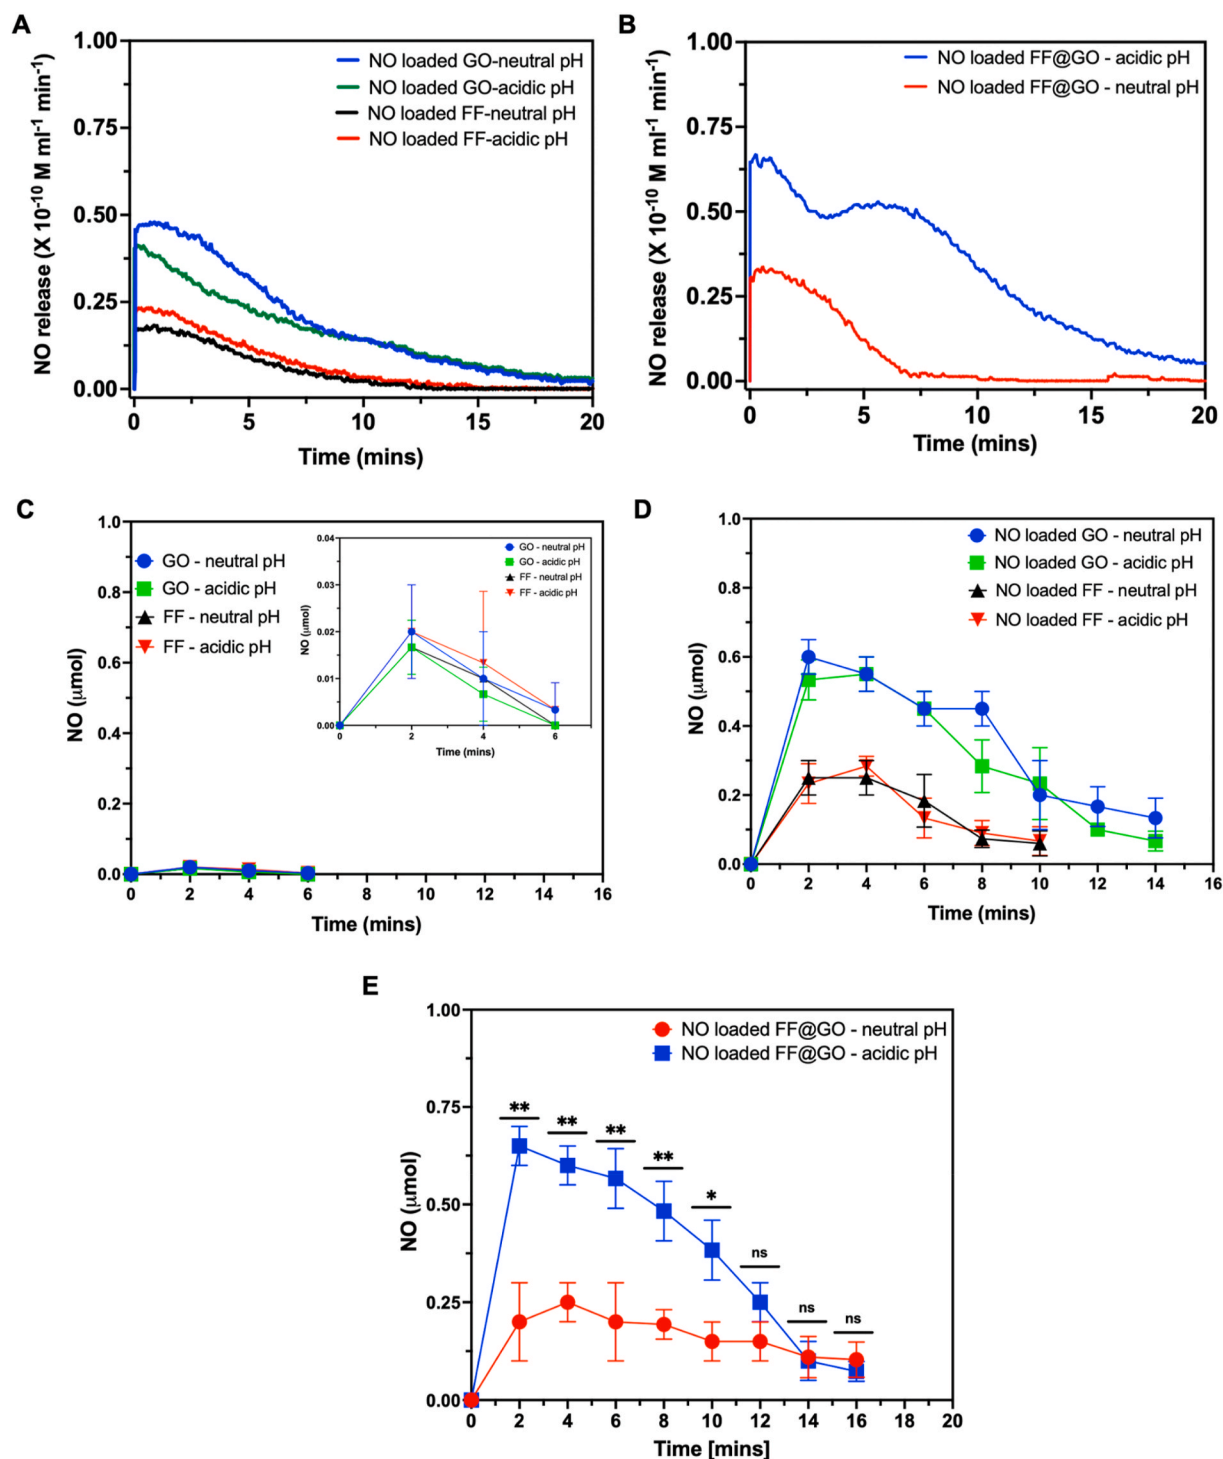 A
1.00
0.75
0.50
0.25
0.00
NO release (X 10⁻¹⁰ M ml⁻¹ min⁻¹)
NO loaded GO-neutral pH
NO loaded GO-acidic pH
NO loaded FF-neutral pH
NO loaded FF-acidic pH
0 5 10 15 20
Time (mins)
B
1.00
0.75
0.50
0.25
0.00
NO release (X 10⁻¹⁰ M ml⁻¹ min⁻¹)
NO loaded FF@GO - acidic pH
NO loaded FF@GO - neutral pH
0 5 10 15 20
Time (mins)
C
1.0
0.8
0.6
0.4
0.2
0.0
NO (μmol)
GO - neutral pH
GO - acidic pH
FF - neutral pH
FF - acidic pH
0.04
0.03
0.02
0.01
0.00
NO (μmol)
GO - neutral pH
GO - acidic pH
FF - neutral pH
FF - acidic pH
0 2 4 6
Time (mins)
0 2 4 6 8 10 12 14 16
Time (mins)
D
1.0
0.8
0.6
0.4
0.2
0.0
NO (μmol)
NO loaded GO - neutral pH
NO loaded GO - acidic pH
NO loaded FF - neutral pH
NO loaded FF - acidic pH
0 2 4 6 8 10 12 14 16
Time (mins)
E
1.00
0.75
0.50
0.25
0.00
NO (μmol)
NO loaded FF@GO - neutral pH
NO loaded FF@GO - acidic pH
** ** ** ** * ns ns ns
0 2 4 6 8 10 12 14 16 18 20
Time [mins]